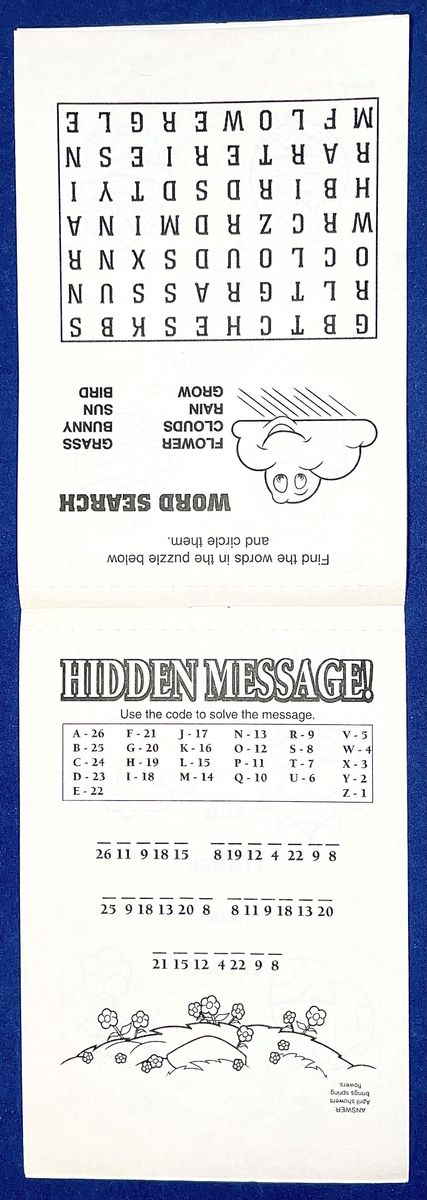 Find the words in the puzzle below
and circle them.
WORD SEARCH
FLOWER GRASS
CLOUDS BUNNY
RAIN SUN
GROW BIRD
G B T C H E S K B S
R L T G R A S S U N
O C L O U D S X N R
W R C Z R D M I N A
H B I R D S D T Y I
R A R T E R I E S N
M F L O W E R G L E
HIDDEN MESSAGE!
Use the code to solve the message.
A - 26 F - 21 J - 17 N - 13 R - 9 V - 5
B - 25 G - 20 K - 16 O - 12 S - 8 W - 4
C - 24 H - 19 L - 15 P - 11 T - 7 X - 3
D - 23 I - 18 M - 14 Q - 10 U - 6 Y - 2
E - 22 Z - 1
26 11 9 18 15 8 19 12 4 22 9 8
25 9 18 13 20 8 8 11 9 18 13 20
21 15 12 4 22 9 8
ANSWER:
April showers
brings spring
flowers.